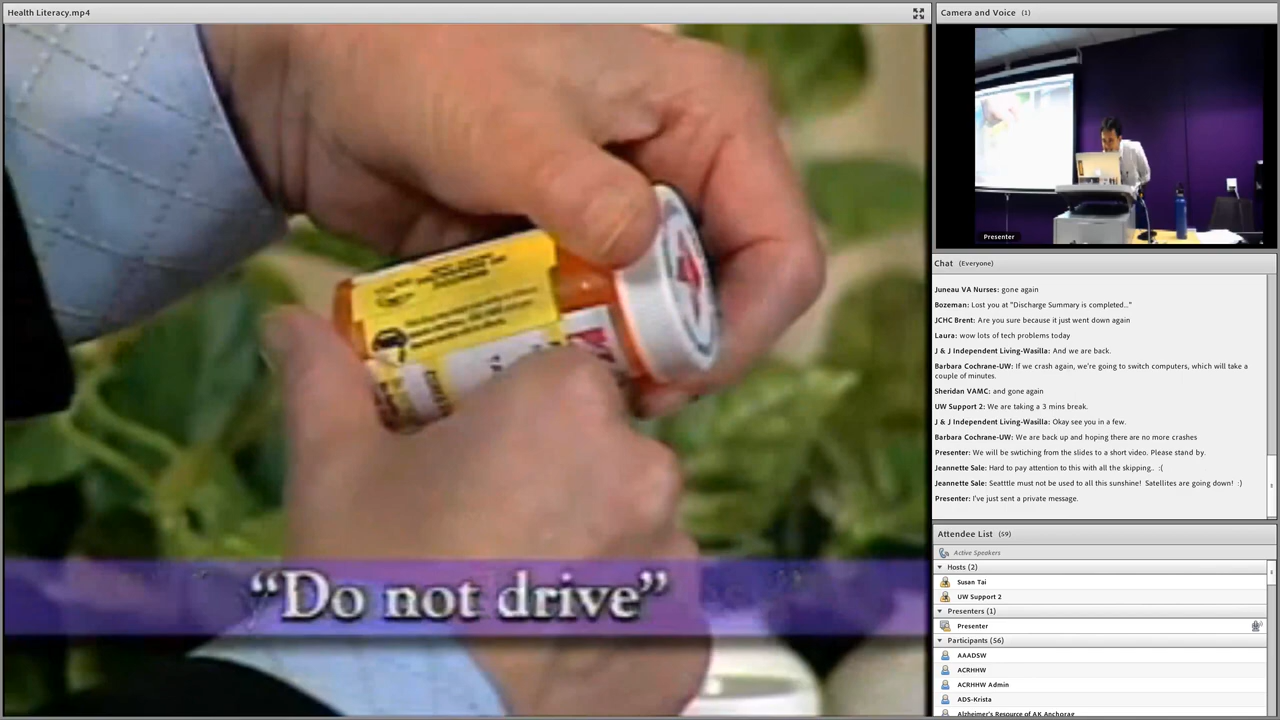 Health Literacy.mp4
“Do not drive”
Camera and Voice (1)
Presenter
Chat (Everyone)
Juneau VA Nurses: gone again
Bozeman: Lost you at "Discharge Summary is completed..."
JCHC Brent: Are you sure because it just went down again
Laura: wow lots of tech problems today
J & J Independent Living-Wasilla: And we are back.
Barbara Cochrane-UW: If we crash again, we're going to switch computers, which will take a
couple of minutes.
Sheridan VAMC: and gone again
UW Support 2: We are taking a 3 mins break.
J & J Independent Living-Wasilla: Okay see you in a few.
Barbara Cochrane-UW: We are back up and hoping there are no more crashes
Presenter: We will be swtiching from the slides to a short video. Please stand by.
Jeannette Sale: Hard to pay attention to this with all the skipping.. :(
Jeannette Sale: Seatttle must not be used to all this sunshine! Satellites are going down! :)
Presenter: I've just sent a private message.
Attendee List (59)
Active Speakers
Hosts (2)
Susan Tai
UW Support 2
Presenters (1)
Presenter
Participants (56)
AAADSW
ACRHHW
ACRHHW Admin
ADS-Krista
Alzheimer's Resource of AK Anchorag